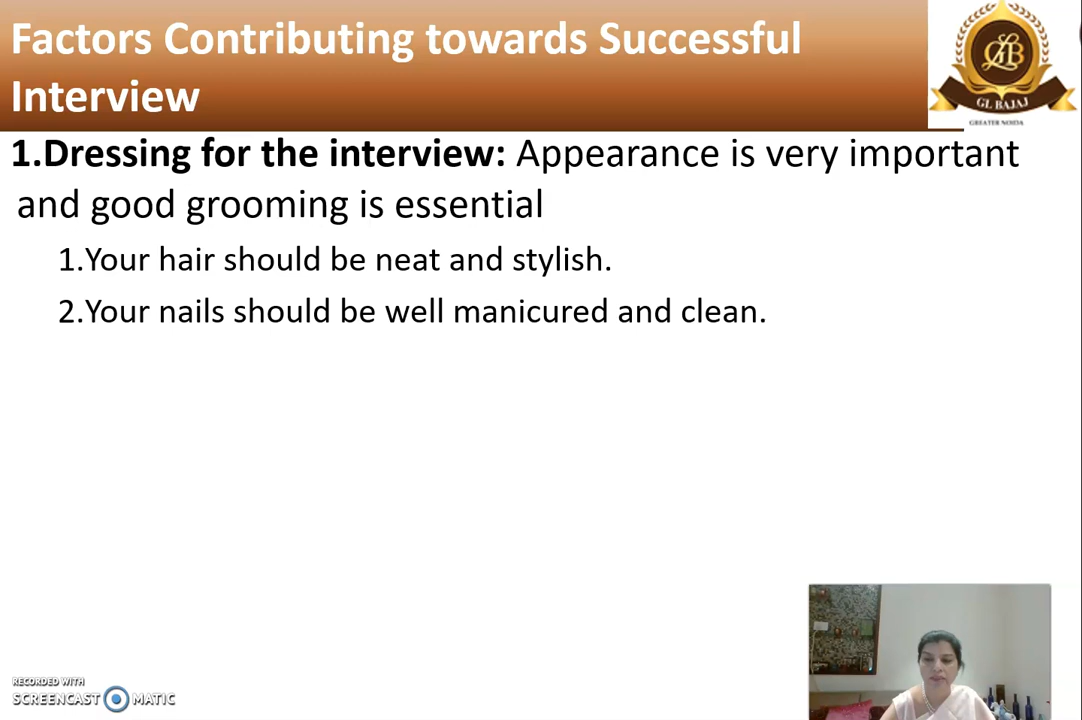 Factors Contributing towards Successful
Interview
GL BAJAJ
GREATER NOIDA
1.Dressing for the interview: Appearance is very important
and good grooming is essential
1.Your hair should be neat and stylish.
2.Your nails should be well manicured and clean.
RECORDED WITH
SCREENCAST MATIC